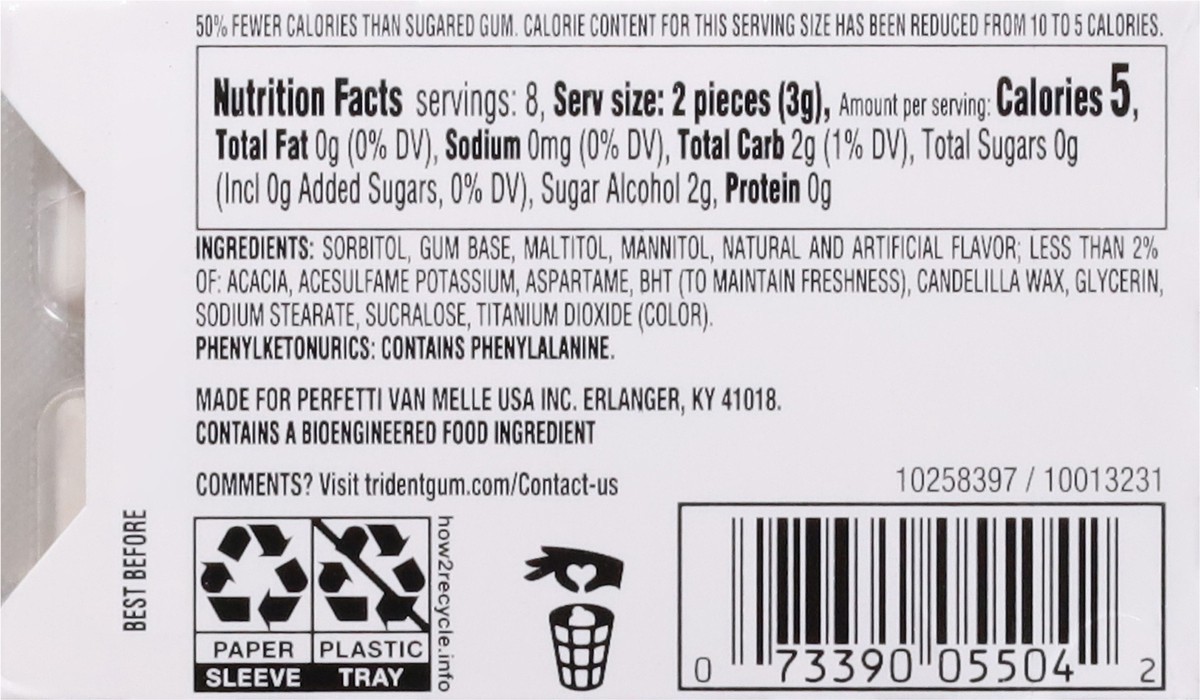 50% FEWER CALORIES THAN SUGARED GUM. CALORIE CONTENT FOR THIS SERVING SIZE HAS BEEN REDUCED FROM 10 TO 5 CALORIES.
Nutrition Facts servings: 8, Serv size: 2 pieces (3g), Amount per serving: Calories 5,
Total Fat 0g (0% DV), Sodium 0mg (0% DV), Total Carb 2g (1% DV), Total Sugars 0g
(Incl 0g Added Sugars, 0% DV), Sugar Alcohol 2g, Protein 0g
INGREDIENTS: SORBITOL, GUM BASE, MALTITOL, MANNITOL, NATURAL AND ARTIFICIAL FLAVOR; LESS THAN 2%
OF: ACACIA, ACESULFAME POTASSIUM, ASPARTAME, BHT (TO MAINTAIN FRESHNESS), CANDELILLA WAX, GLYCERIN,
SODIUM STEARATE, SUCRALOSE, TITANIUM DIOXIDE (COLOR).
PHENYLKETONURICS: CONTAINS PHENYLALANINE.
MADE FOR PERFETTI VAN MELLE USA INC. ERLANGER, KY 41018.
CONTAINS A BIOENGINEERED FOOD INGREDIENT
COMMENTS? Visit tridentgum.com/Contact-us
10258397 / 10013231
BEST BEFORE
PAPER PLASTIC
SLEEVE TRAY
how2recycle.info
0 73390 05504 2